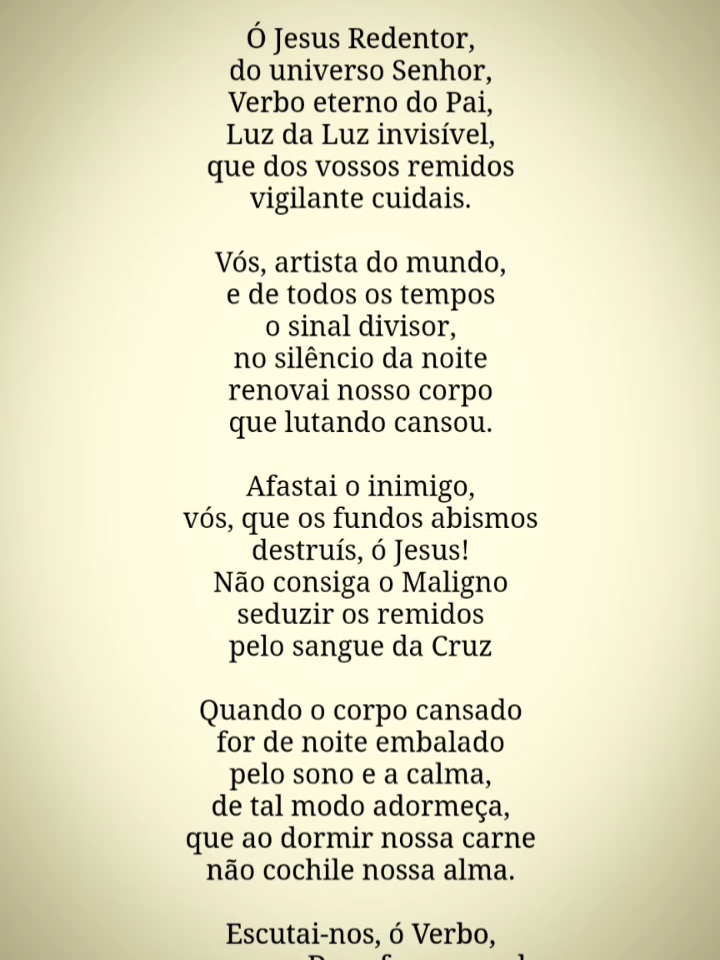 Ó Jesus Redentor,
do universo Senhor,
Verbo eterno do Pai,
Luz da Luz invisível,
que dos vossos remidos
vigilante cuidais.
Vós, artista do mundo,
e de todos os tempos
o sinal divisor,
no silêncio da noite
renovai nosso corpo
que lutando cansou.
Afastai o inimigo,
vós, que os fundos abismos
destruís, ó Jesus!
Não consiga o Maligno
seduzir os remidos
pelo sangue da Cruz
Quando o corpo cansado
for de noite embalado
pelo sono e a calma,
de tal modo adormeça,
que ao dormir nossa carne
não cochile nossa alma.
Escutai-nos, ó Verbo,